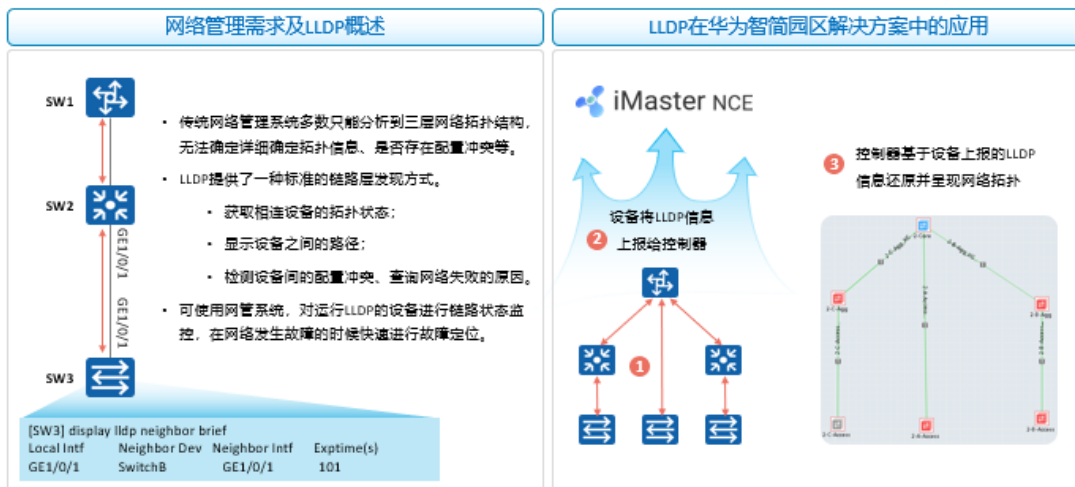 网络管理需求及LLDP概述
SW1
SW2
GE1/0/1
GE1/0/1
SW3
• 传统网络管理系统多数只能分析到三层网络拓扑结构，
无法确定详细确定拓扑信息、是否存在配置冲突等。
• LLDP提供了一种标准的链路层发现方式。
• 获取相连设备的拓扑状态；
• 显示设备之间的路径；
• 检测设备间的配置冲突、查询网络失败的原因。
• 可使用网管系统，对运行LLDP的设备进行链路状态监
控，在网络发生故障的时候快速进行故障定位。
[SW3] display lldp neighbor brief
Local Intf Neighbor Dev Neighbor Intf Exptime(s)
GE1/0/1 SwitchB GE1/0/1 101
LLDP在华为智简园区解决方案中的应用
iMaster NCE
设备将LLDP信息
2 上报给控制器
1
3 控制器基于设备上报的LLDP
信息还原并呈现网络拓扑
2-Core
2-C-Agg
2-B-Agg
2-C-Access
2-A-Access
2-B-Access